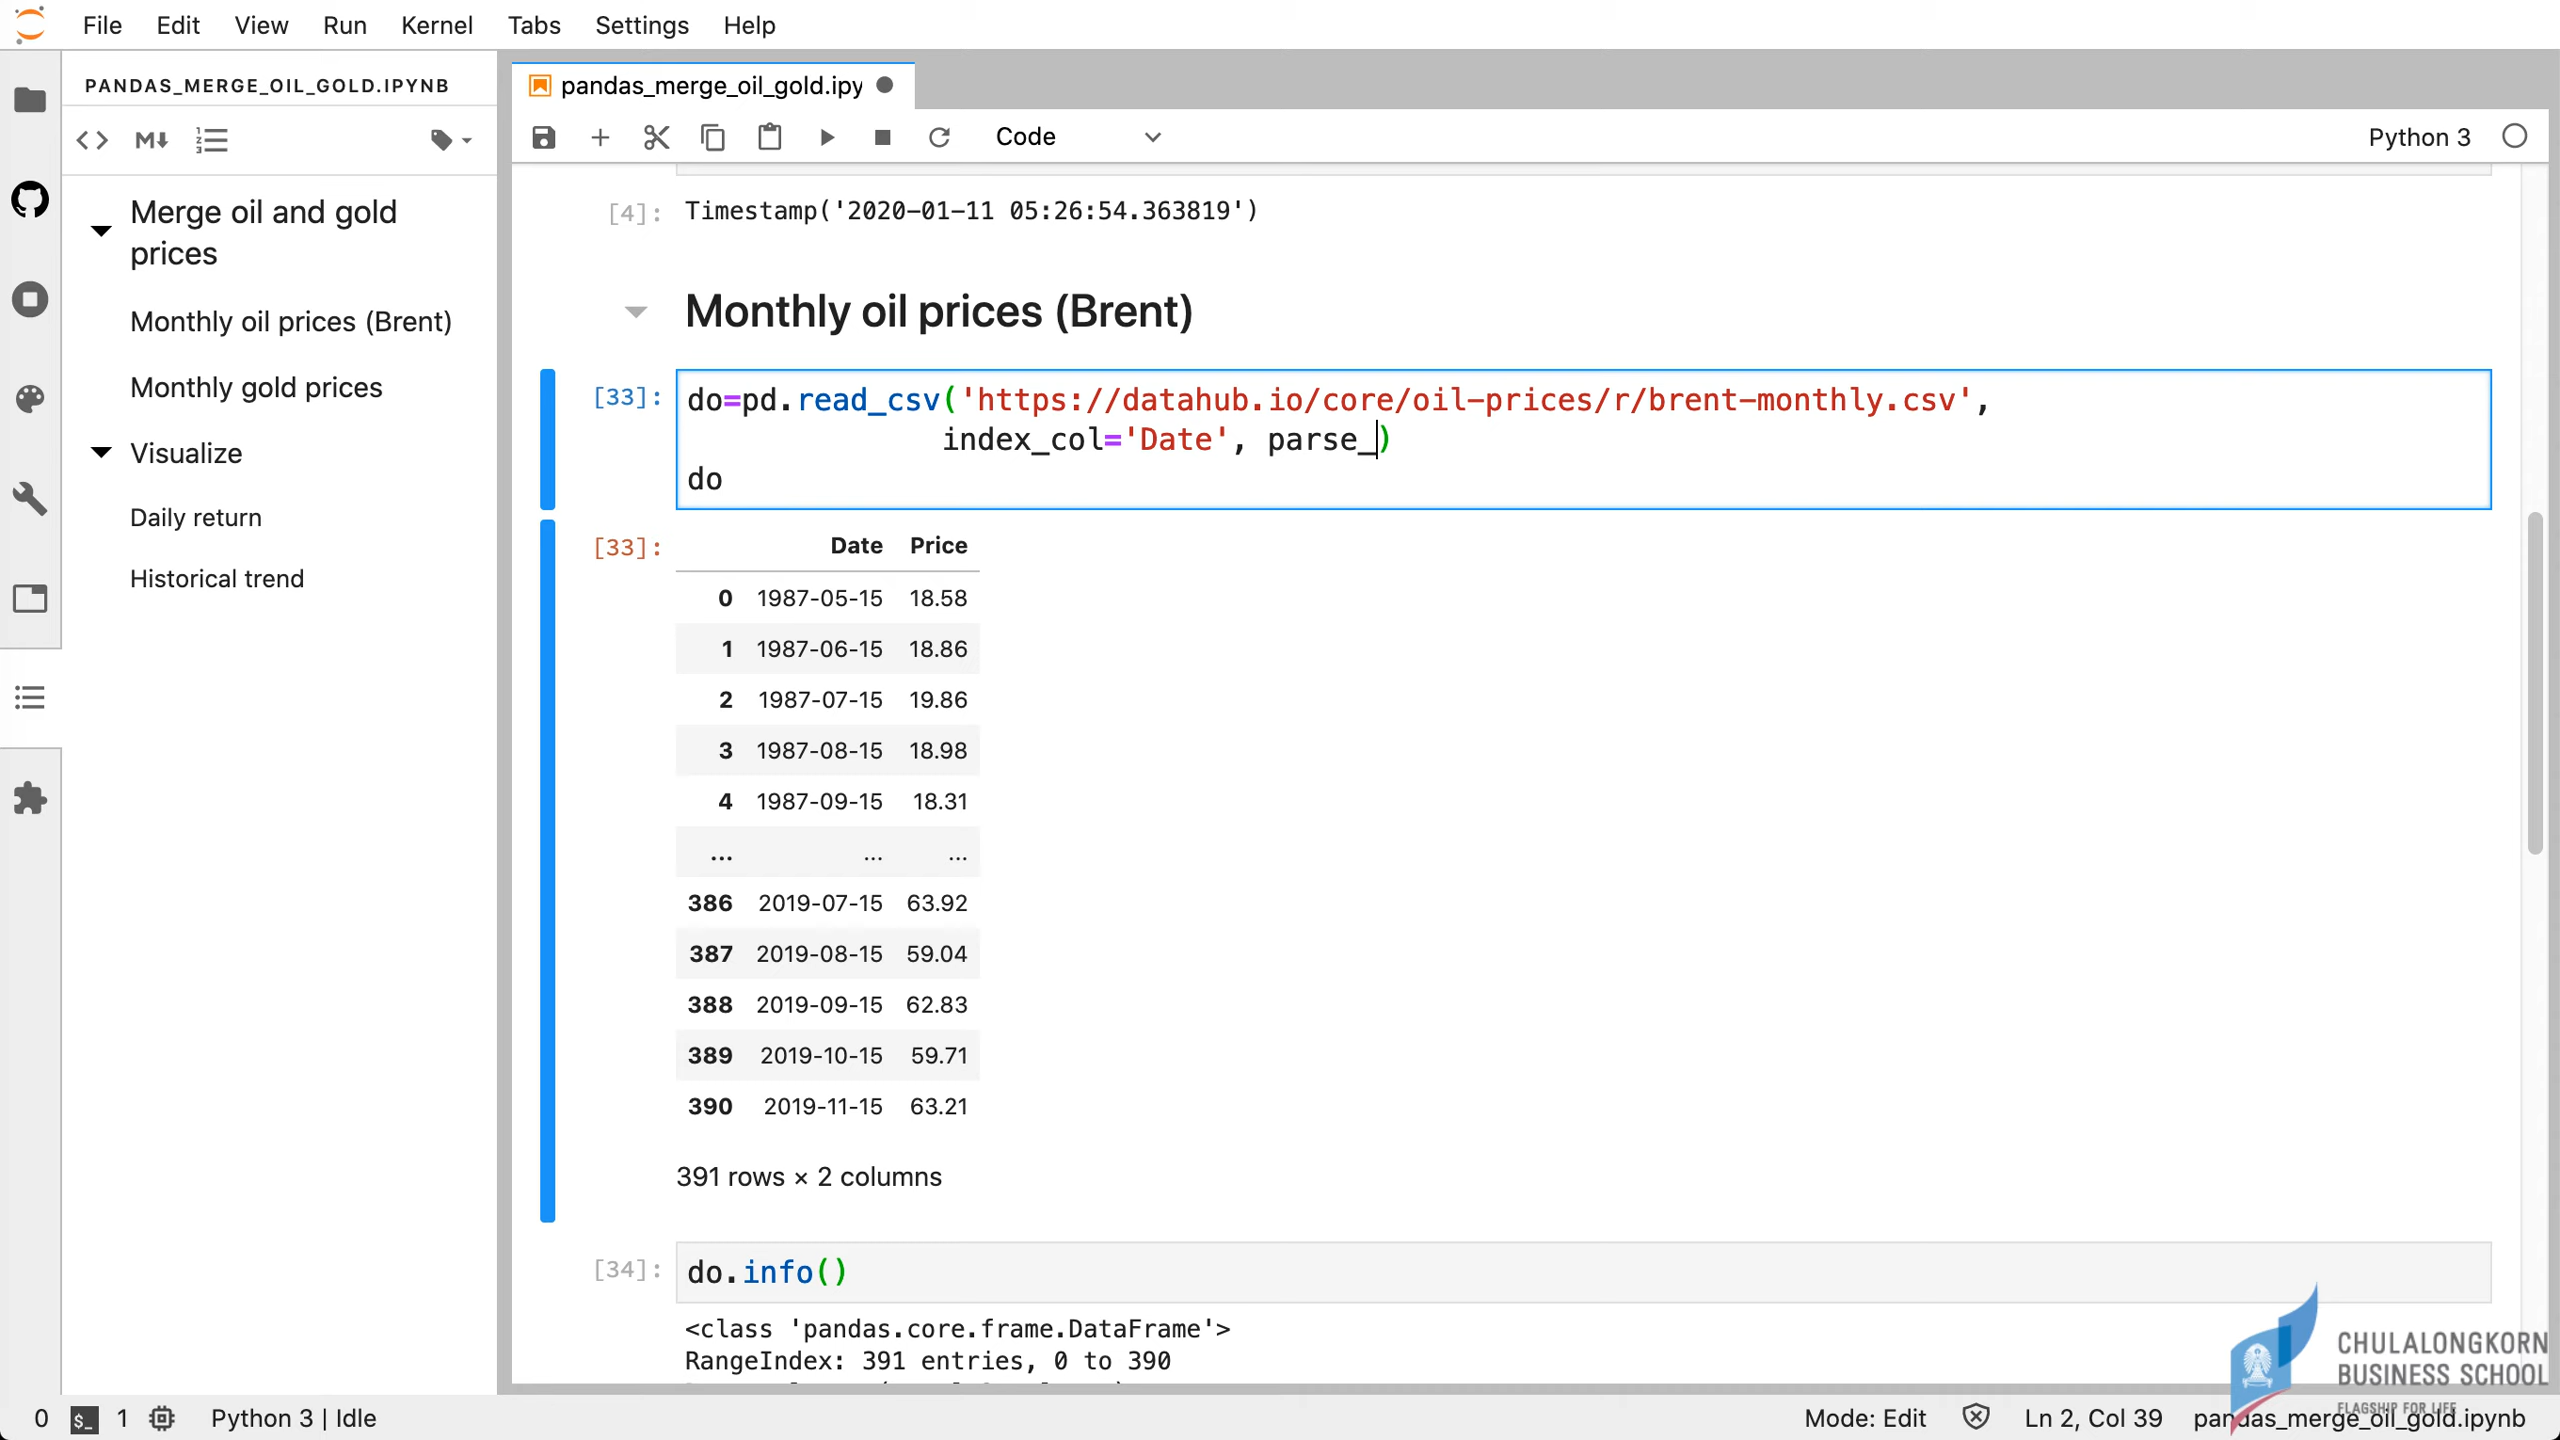 File Edit View Run Kernel Tabs Settings Help
PANDAS_MERGE_OIL_GOLD.IPYNB
pandas_merge_oil_gold.ipy
M↓
Code
Python 3
Merge oil and gold
prices
Monthly oil prices (Brent)
Monthly gold prices
Visualize
Daily return
Historical trend
[4]: Timestamp('2020-01-11 05:26:54.363819')
Monthly oil prices (Brent)
[33]: do=pd.read_csv('https://datahub.io/core/oil-prices/r/brent-monthly.csv',
index_col='Date', parse_)
do
[33]: Date Price
0 1987-05-15 18.58
1 1987-06-15 18.86
2 1987-07-15 19.86
3 1987-08-15 18.98
4 1987-09-15 18.31
... ... ...
386 2019-07-15 63.92
387 2019-08-15 59.04
388 2019-09-15 62.83
389 2019-10-15 59.71
390 2019-11-15 63.21
391 rows × 2 columns
[34]: do.info()
<class 'pandas.core.frame.DataFrame'>
RangeIndex: 391 entries, 0 to 390
CHULALONGKORN
BUSINESS SCHOOL
FLAGSHIP FOR LIFE
0 $_ 1 Python 3 | Idle
Mode: Edit Ln 2, Col 39 pandas_merge_oil_gold.ipynb